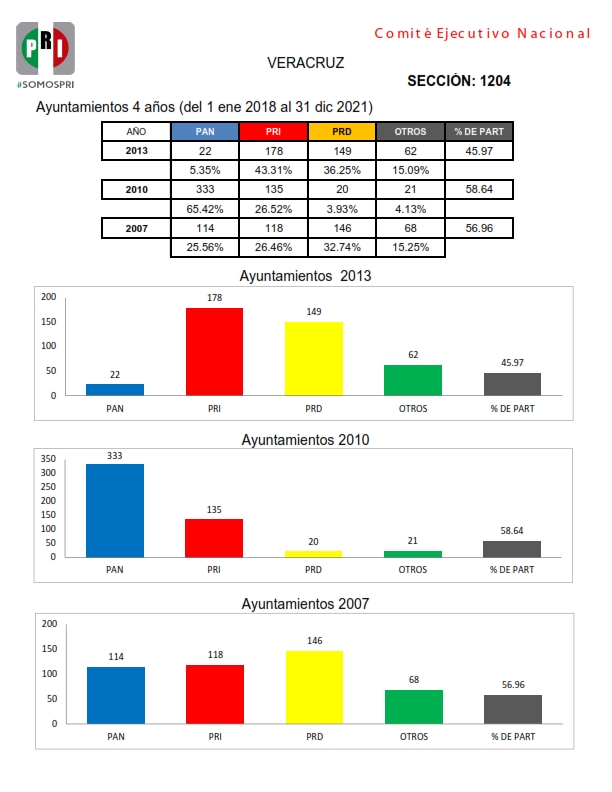 Comité Ejecutivo Nacional
PRI
#SOMOSPRI
VERACRUZ
SECCIÓN: 1204
Ayuntamientos 4 años (del 1 ene 2018 al 31 dic 2021)
AÑO PAN PRI PRD OTROS % DE PART
2013 22 178 149 62 45.97
5.35% 43.31% 36.25% 15.09%
2010 333 135 20 21 58.64
65.42% 26.52% 3.93% 4.13%
2007 114 118 146 68 56.96
25.56% 26.46% 32.74% 15.25%
Ayuntamientos 2013
200
150
100
50
0
22 178 149 62 45.97
PAN PRI PRD OTROS % DE PART
Ayuntamientos 2010
350
300
250
200
150
100
50
0
333 135 20 21 58.64
PAN PRI PRD OTROS % DE PART
Ayuntamientos 2007
200
150
100
50
0
114 118 146 68 56.96
PAN PRI PRD OTROS % DE PART